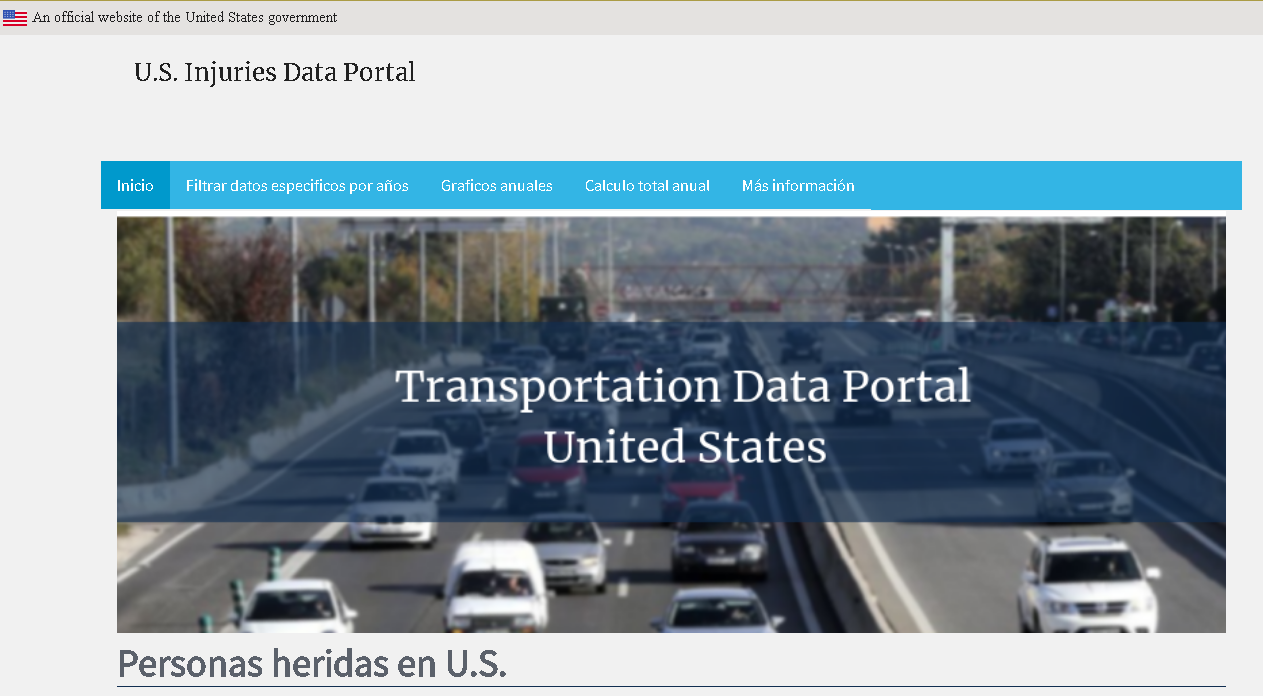 An official website of the United States government
U.S. Injuries Data Portal
Inicio Filtrar datos especificos por años Graficos anuales Calculo total anual Más información
Transportation Data Portal
United States
Personas heridas en U.S.